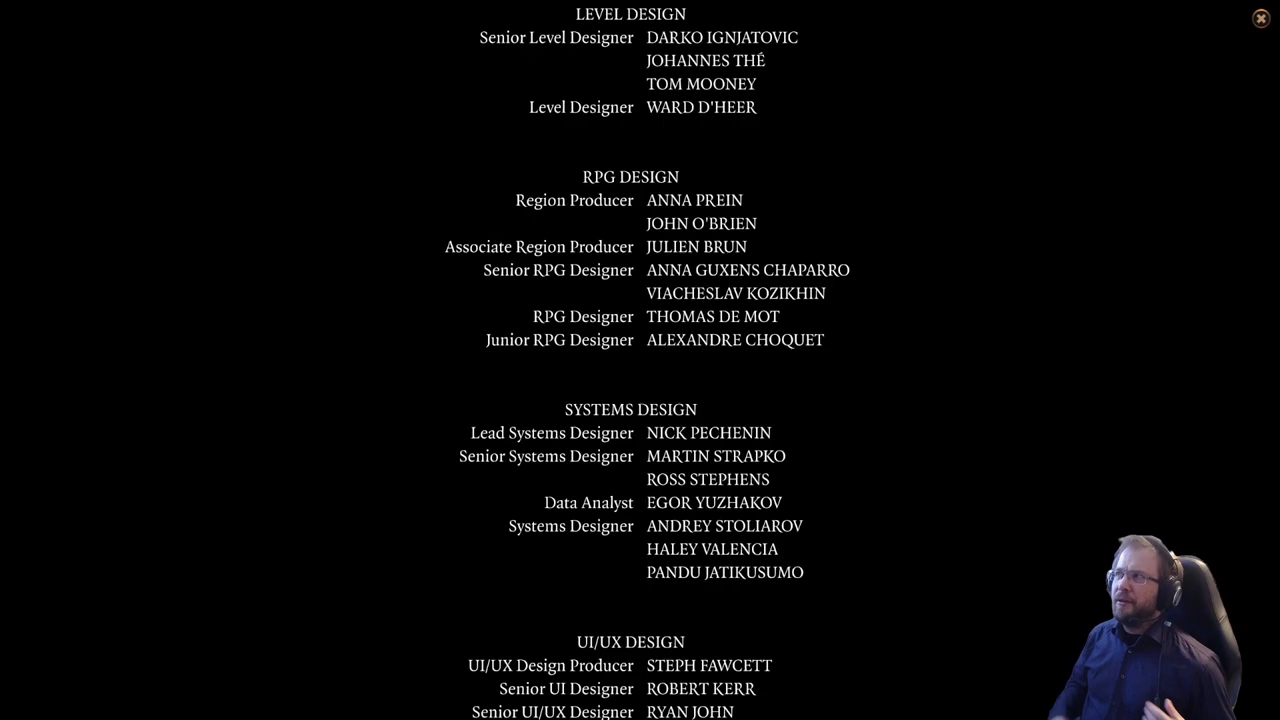 LEVEL DESIGN
Senior Level Designer DARKO IGNJATOVIC
JOHANNES THÉ
TOM MOONEY
Level Designer WARD D'HEER
RPG DESIGN
Region Producer ANNA PREIN
JOHN O'BRIEN
Associate Region Producer JULIEN BRUN
Senior RPG Designer ANNA GUXENS CHAPARRO
VIACHESLAV KOZIKHIN
RPG Designer THOMAS DE MOT
Junior RPG Designer ALEXANDRE CHOQUET
SYSTEMS DESIGN
Lead Systems Designer NICK PECHENIN
Senior Systems Designer MARTIN STRAPKO
ROSS STEPHENS
Data Analyst EGOR YUZHAKOV
Systems Designer ANDREY STOLIAROV
HALEY VALENCIA
PANDU JATIKUSUMO
UI/UX DESIGN
UI/UX Design Producer STEPH FAWCETT
Senior UI Designer ROBERT KERR
Senior UI/UX Designer RYAN JOHN